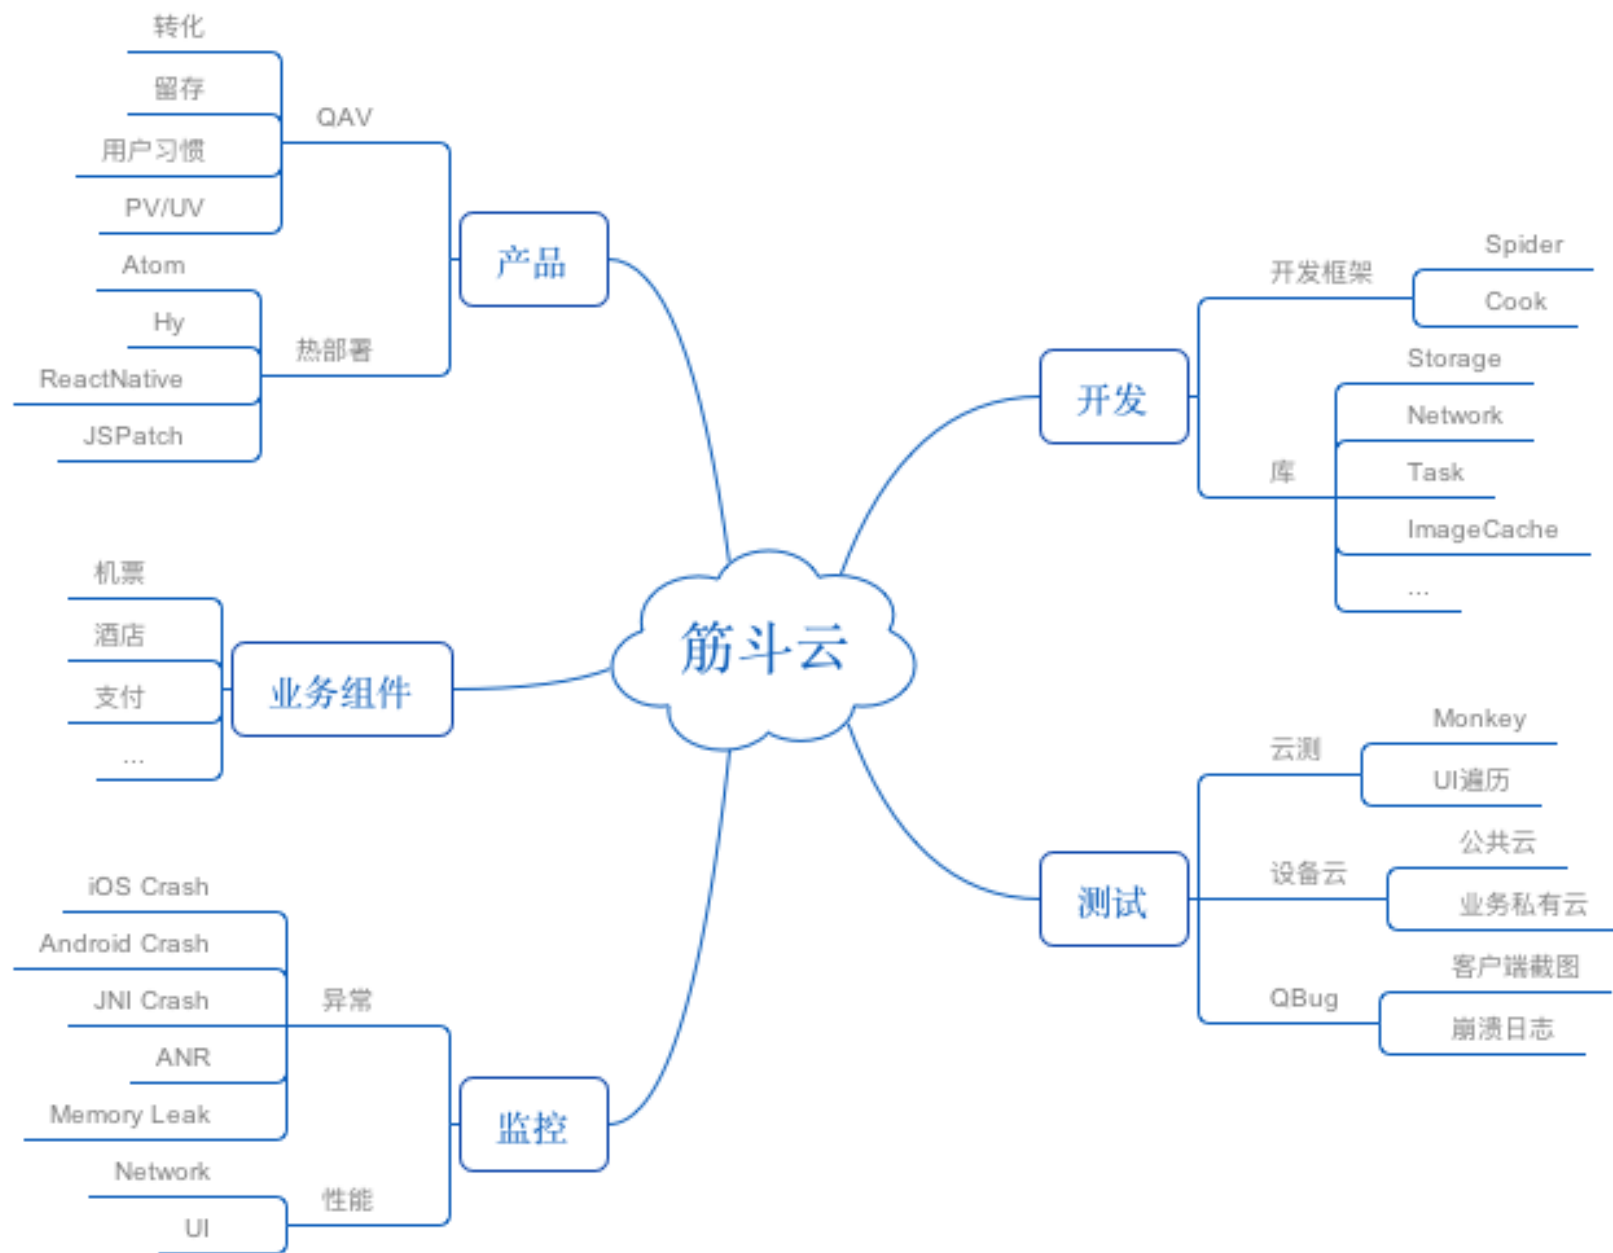 筋斗云
产品
QAV
转化
留存
用户习惯
PV/UV
热部署
Atom
Hy
ReactNative
JSPatch
业务组件
机票
酒店
支付
...
监控
异常
iOS Crash
Android Crash
JNI Crash
ANR
Memory Leak
性能
Network
UI
开发
开发框架
Spider
Cook
库
Storage
Network
Task
ImageCache
...
测试
云测
Monkey
UI遍历
设备云
公共云
业务私有云
QBug
客户端截图
崩溃日志